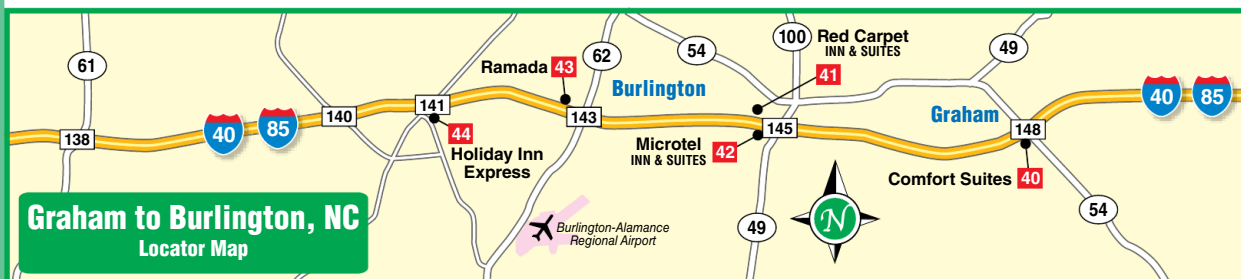 61
138
40
85
140
141
44
Holiday Inn
Express
Ramada 43
62
143
Burlington
54
100
Red Carpet
INN & SUITES
41
Microtel
INN & SUITES
42
145
49
49
Graham
148
Comfort Suites 40
40
85
54
N
Burlington-Alamance
Regional Airport
Graham to Burlington, NC
Locator Map